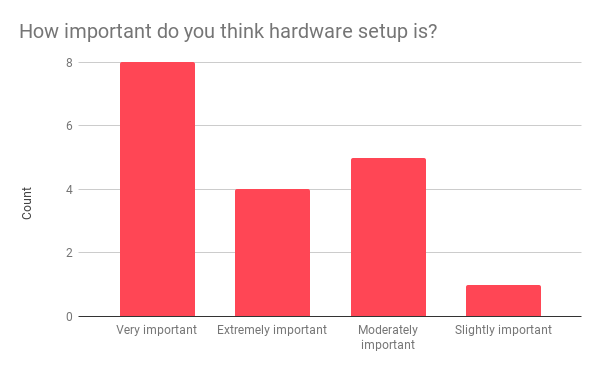 How important do you think hardware setup is?
8
6
4
2
0
Count
Very important
Extremely important
Moderately
important
Slightly important